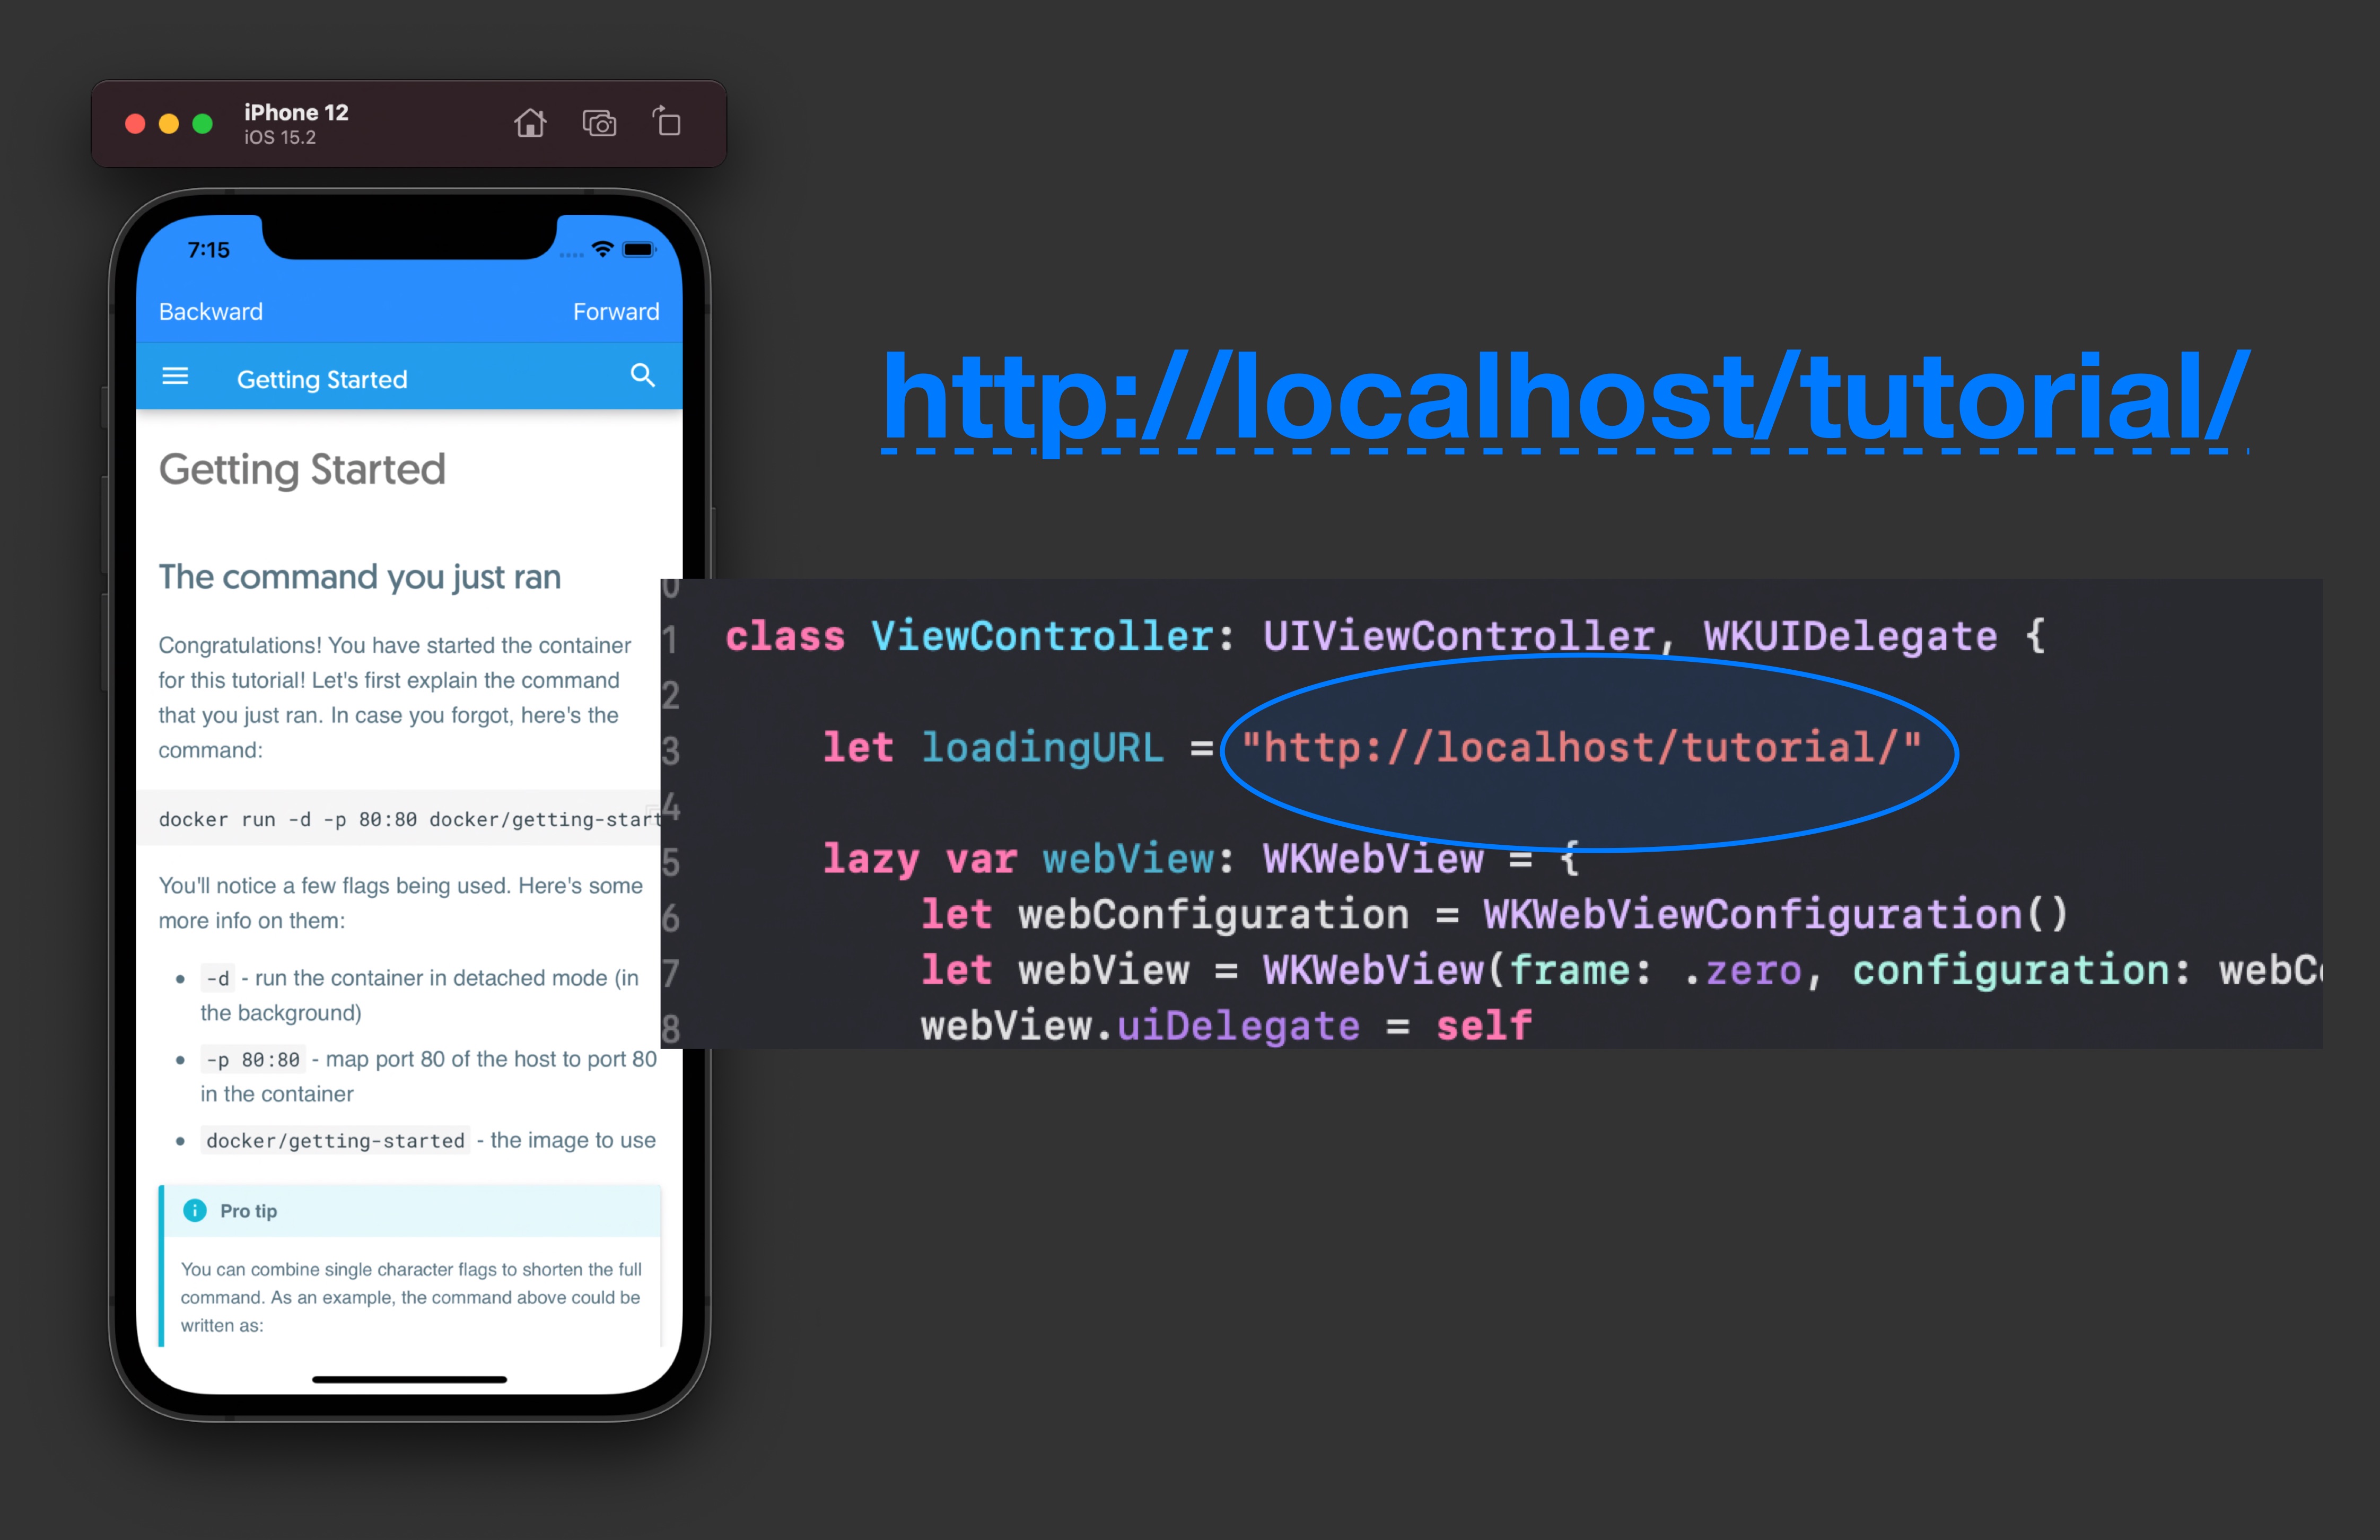 iPhone 12
iOS 15.2
7:15
Backward
Forward
Getting Started
Getting Started
The command you just ran
Congratulations! You have started the container
for this tutorial! Let's first explain the command
that you just ran. In case you forgot, here's the
command:
docker run -d -p 80:80 docker/getting-start
You'll notice a few flags being used. Here's some
more info on them:
-d - run the container in detached mode (in
the background)
-p 80:80 - map port 80 of the host to port 80
in the container
docker/getting-started - the image to use
Pro tip
You can combine single character flags to shorten the full
command. As an example, the command above could be
written as:
http://localhost/tutorial/
0
1 class ViewController: UIViewController, WKUIDelegate {
2
3 let loadingURL = "http://localhost/tutorial/"
4
5 lazy var webView: WKWebView = {
6 let webConfiguration = WKWebViewConfiguration()
7 let webView = WKWebView(frame: .zero, configuration: webC
8 webView.uiDelegate = self